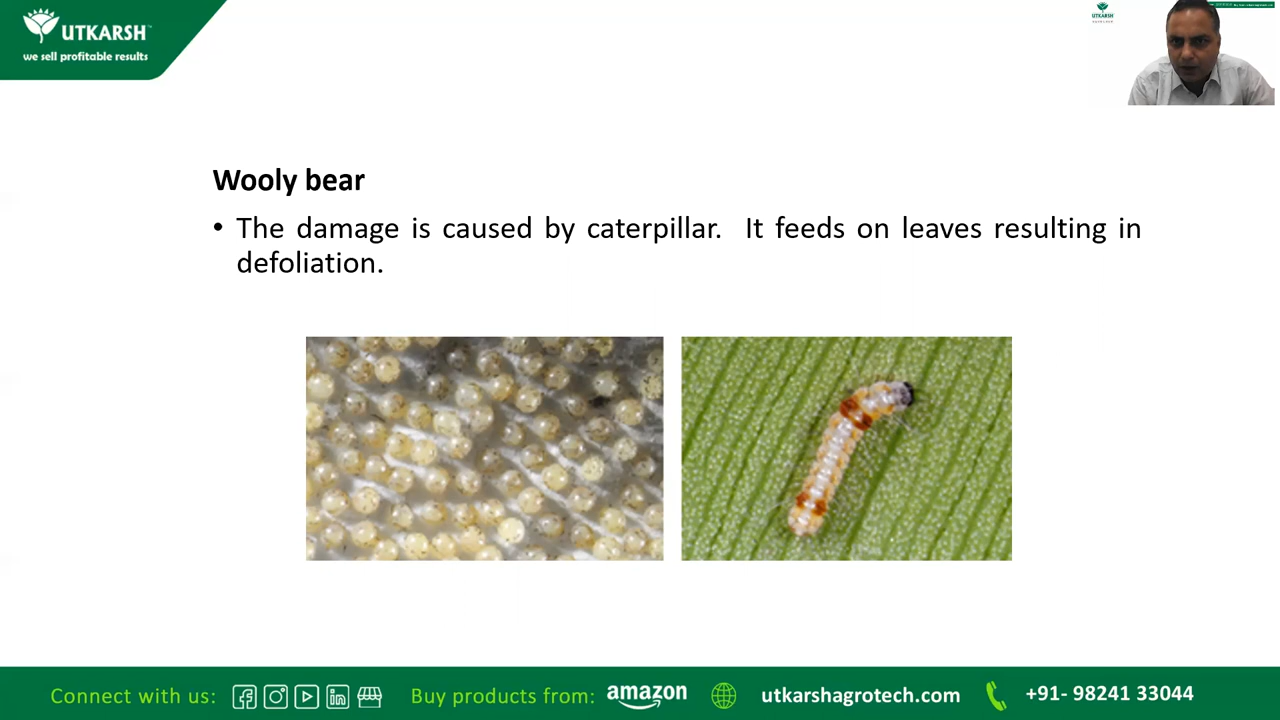 UTKARSH
we sell profitable results
UTKARSH
Wooly bear
• The damage is caused by caterpillar. It feeds on leaves resulting in
defoliation.
Connect with us:
Buy products from: amazon
utkarshagrotech.com
+91- 98241 33044